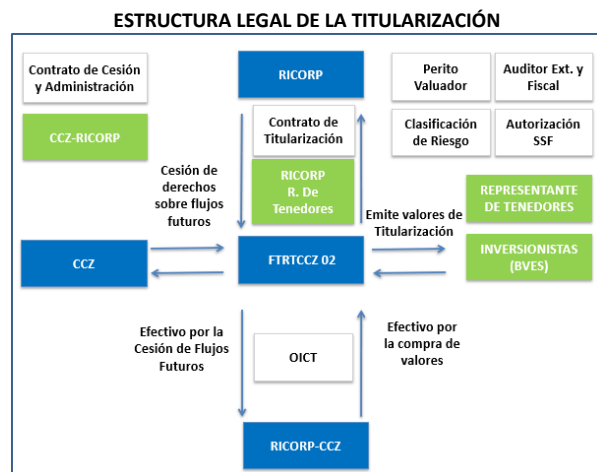 ESTRUCTURA LEGAL DE LA TITULARIZACIÓN
Contrato de Cesión
y Administración
RICORP
Perito
Valuador
Auditor Ext. y
Fiscal
CCZ-RICORP
Contrato de
Titularización
Clasificación
de Riesgo
Autorización
SSF
Cesión de
derechos
sobre flujos
futuros
RICORP
R. De
Tenedores
Emite valores de
Titularización
REPRESENTANTE
DE TENEDORES
CCZ
FTRTCCZ 02
INVERSIONISTAS
(BVES)
Efectivo por la
Cesión de Flujos
Futuros
OICT
Efectivo por
la compra de
valores
RICORP-CCZ